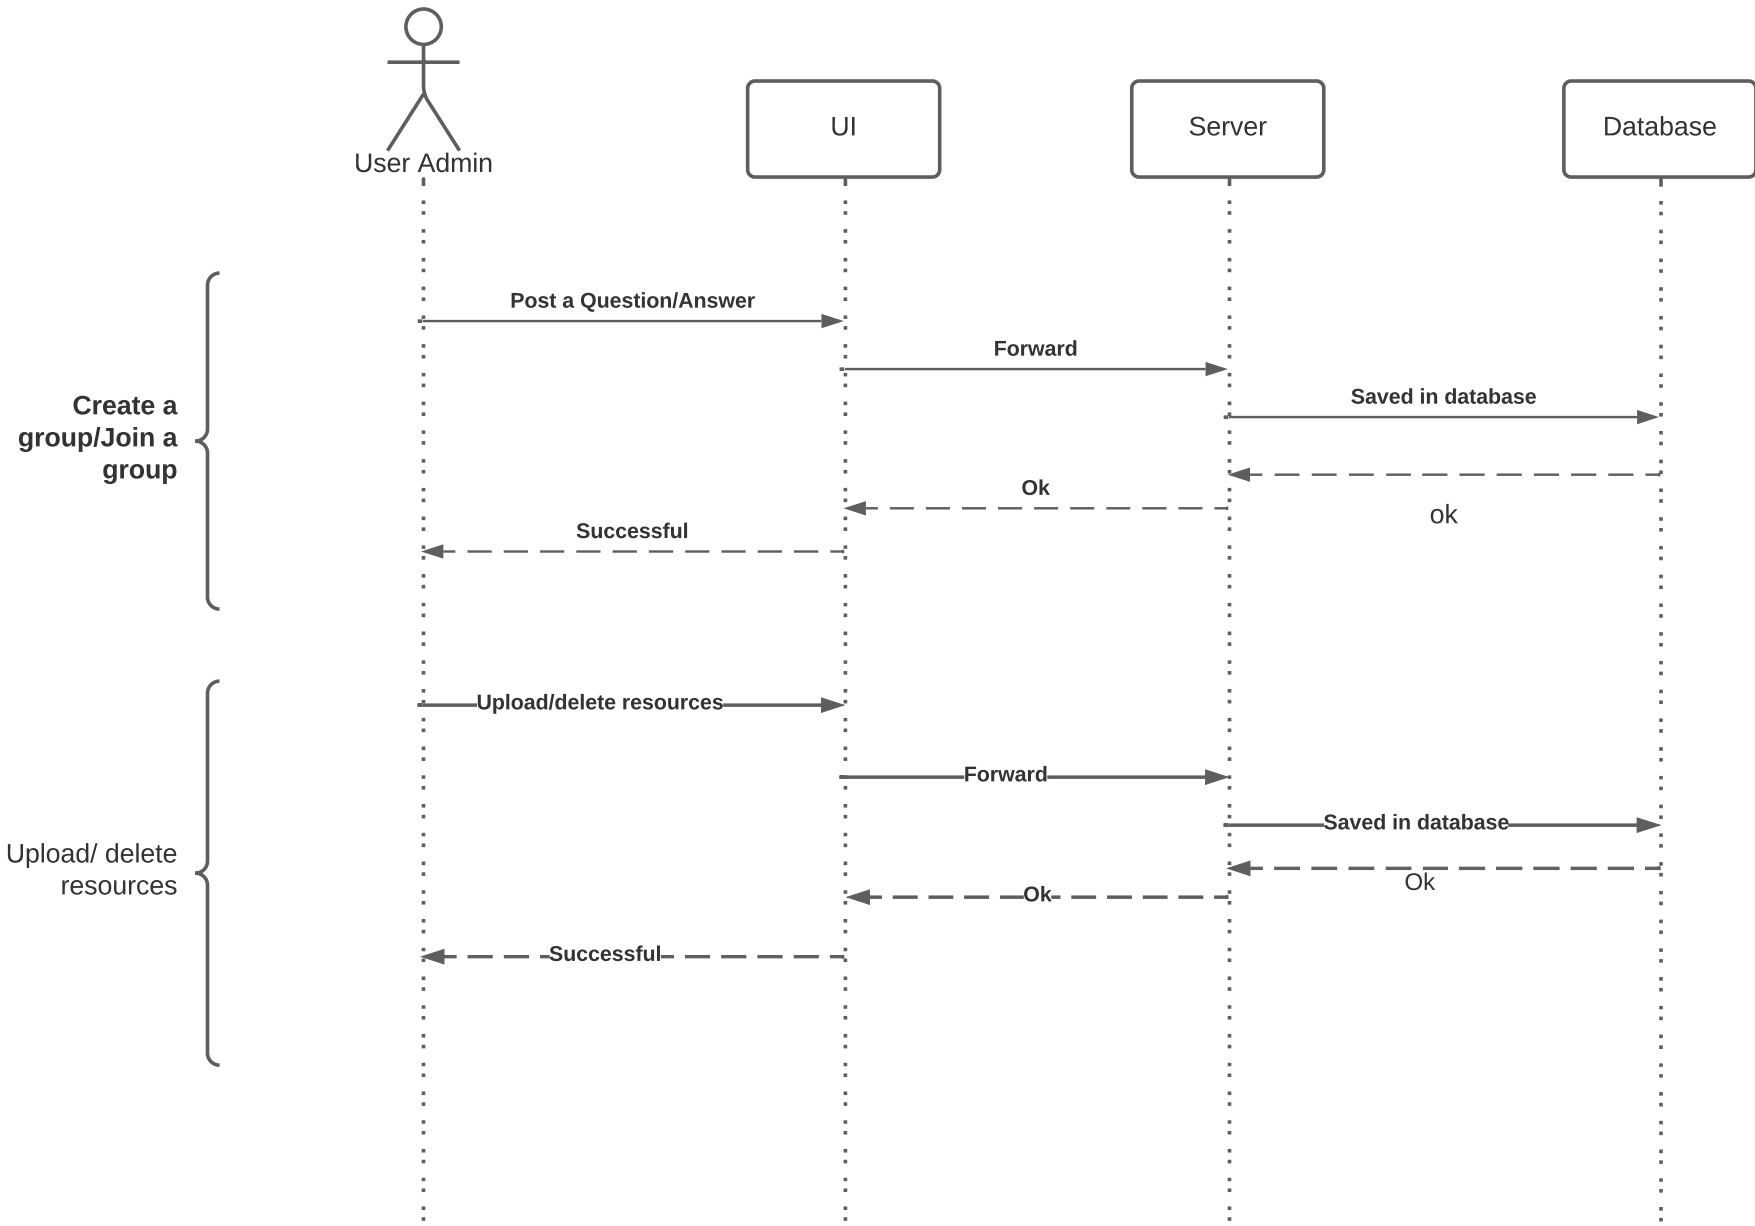 User Admin
UI
Server
Database
Post a Question/Answer
Forward
Saved in database
Create a
group/Join a
group
Ok
ok
Successful
Upload/delete resources
Forward
Saved in database
Upload/ delete
resources
Ok
Ok
Successful